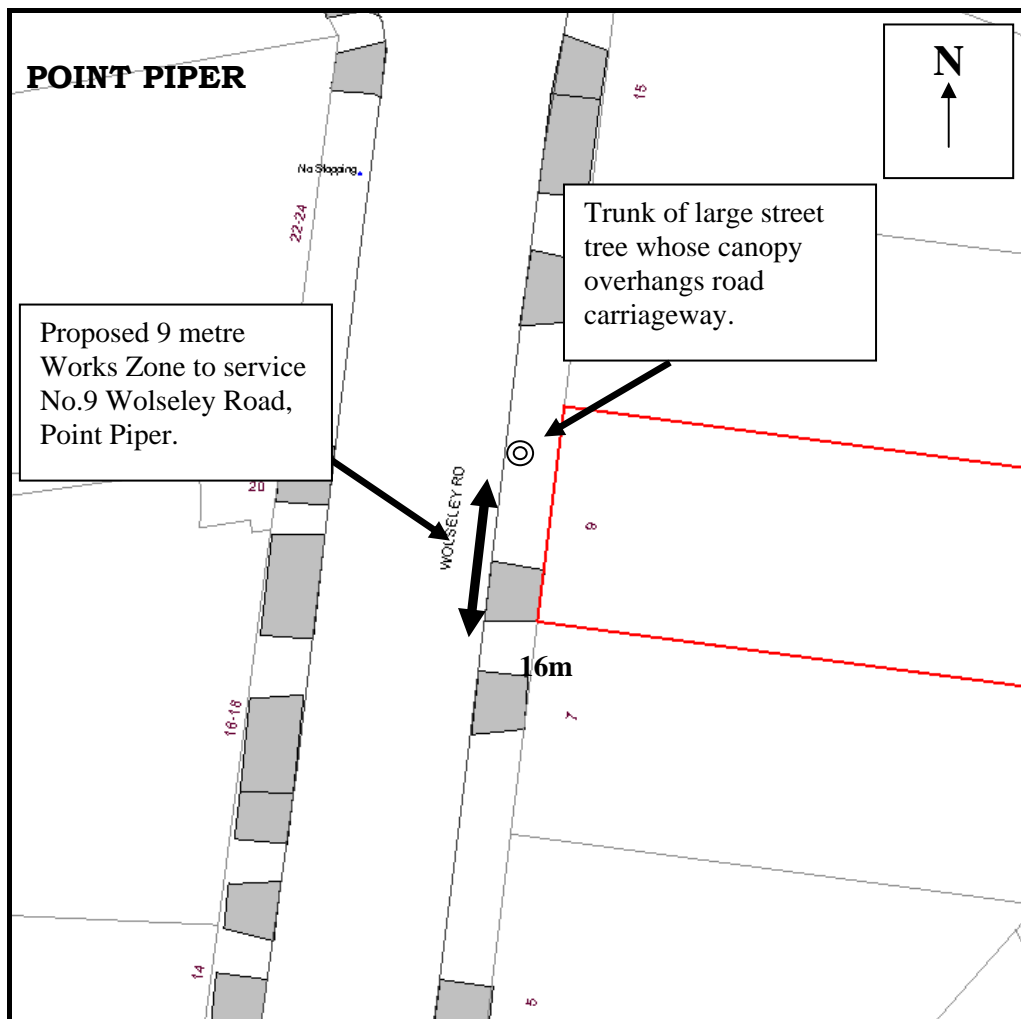 POINT PIPER
N
15
No Stopping
22-24
Trunk of large street
tree whose canopy
overhangs road
carriageway.
Proposed 9 metre
Works Zone to service
No.9 Wolseley Road,
Point Piper.
20
WOLSELEY RD
9
16m
16-18
7
14
5